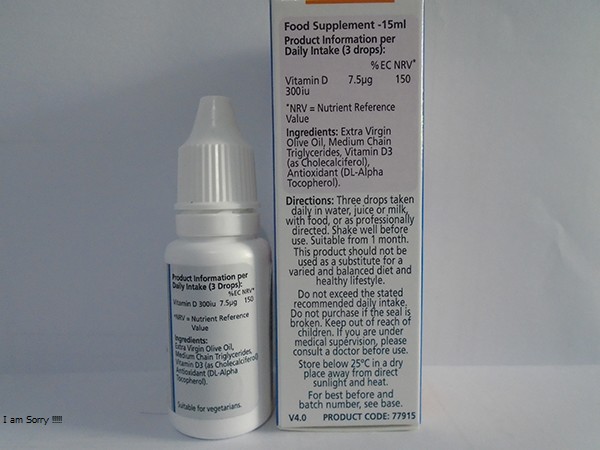 Food Supplement -15ml
Product Information per
Daily Intake (3 drops):
%EC NRV*
Vitamin D 7.5µg 150
300iu
*NRV = Nutrient Reference
Value
Ingredients: Extra Virgin
Olive Oil, Medium Chain
Triglycerides, Vitamin D3
(as Cholecalciferol),
Antioxidant (DL-Alpha
Tocopherol).
Directions: Three drops taken
daily in water, juice or milk,
with food, or as professionally
directed. Shake well before
use. Suitable from 1 month.
This product should not be
used as a substitute for a
varied and balanced diet and
healthy lifestyle.
Do not exceed the stated
recommended daily intake.
Do not purchase if the seal is
broken. Keep out of reach of
children. If you are under
medical supervision, please
consult a doctor before use.
Store below 25°C in a dry
place away from direct
sunlight and heat.
For best before and
batch number, see base.
V4.0 PRODUCT CODE: 77915
Product Information per
Daily Intake (3 Drops):
%EC NRV*
Vitamin D 300iu 7.5µg 150
*NRV = Nutrient Reference
Value
Ingredients:
Extra Virgin Olive Oil,
Medium Chain Triglycerides,
Vitamin D3 (as Cholecalciferol)
Antioxidant (DL-Alpha
Tocopherol).
Suitable for vegetarians.
I am Sorry !!!!!